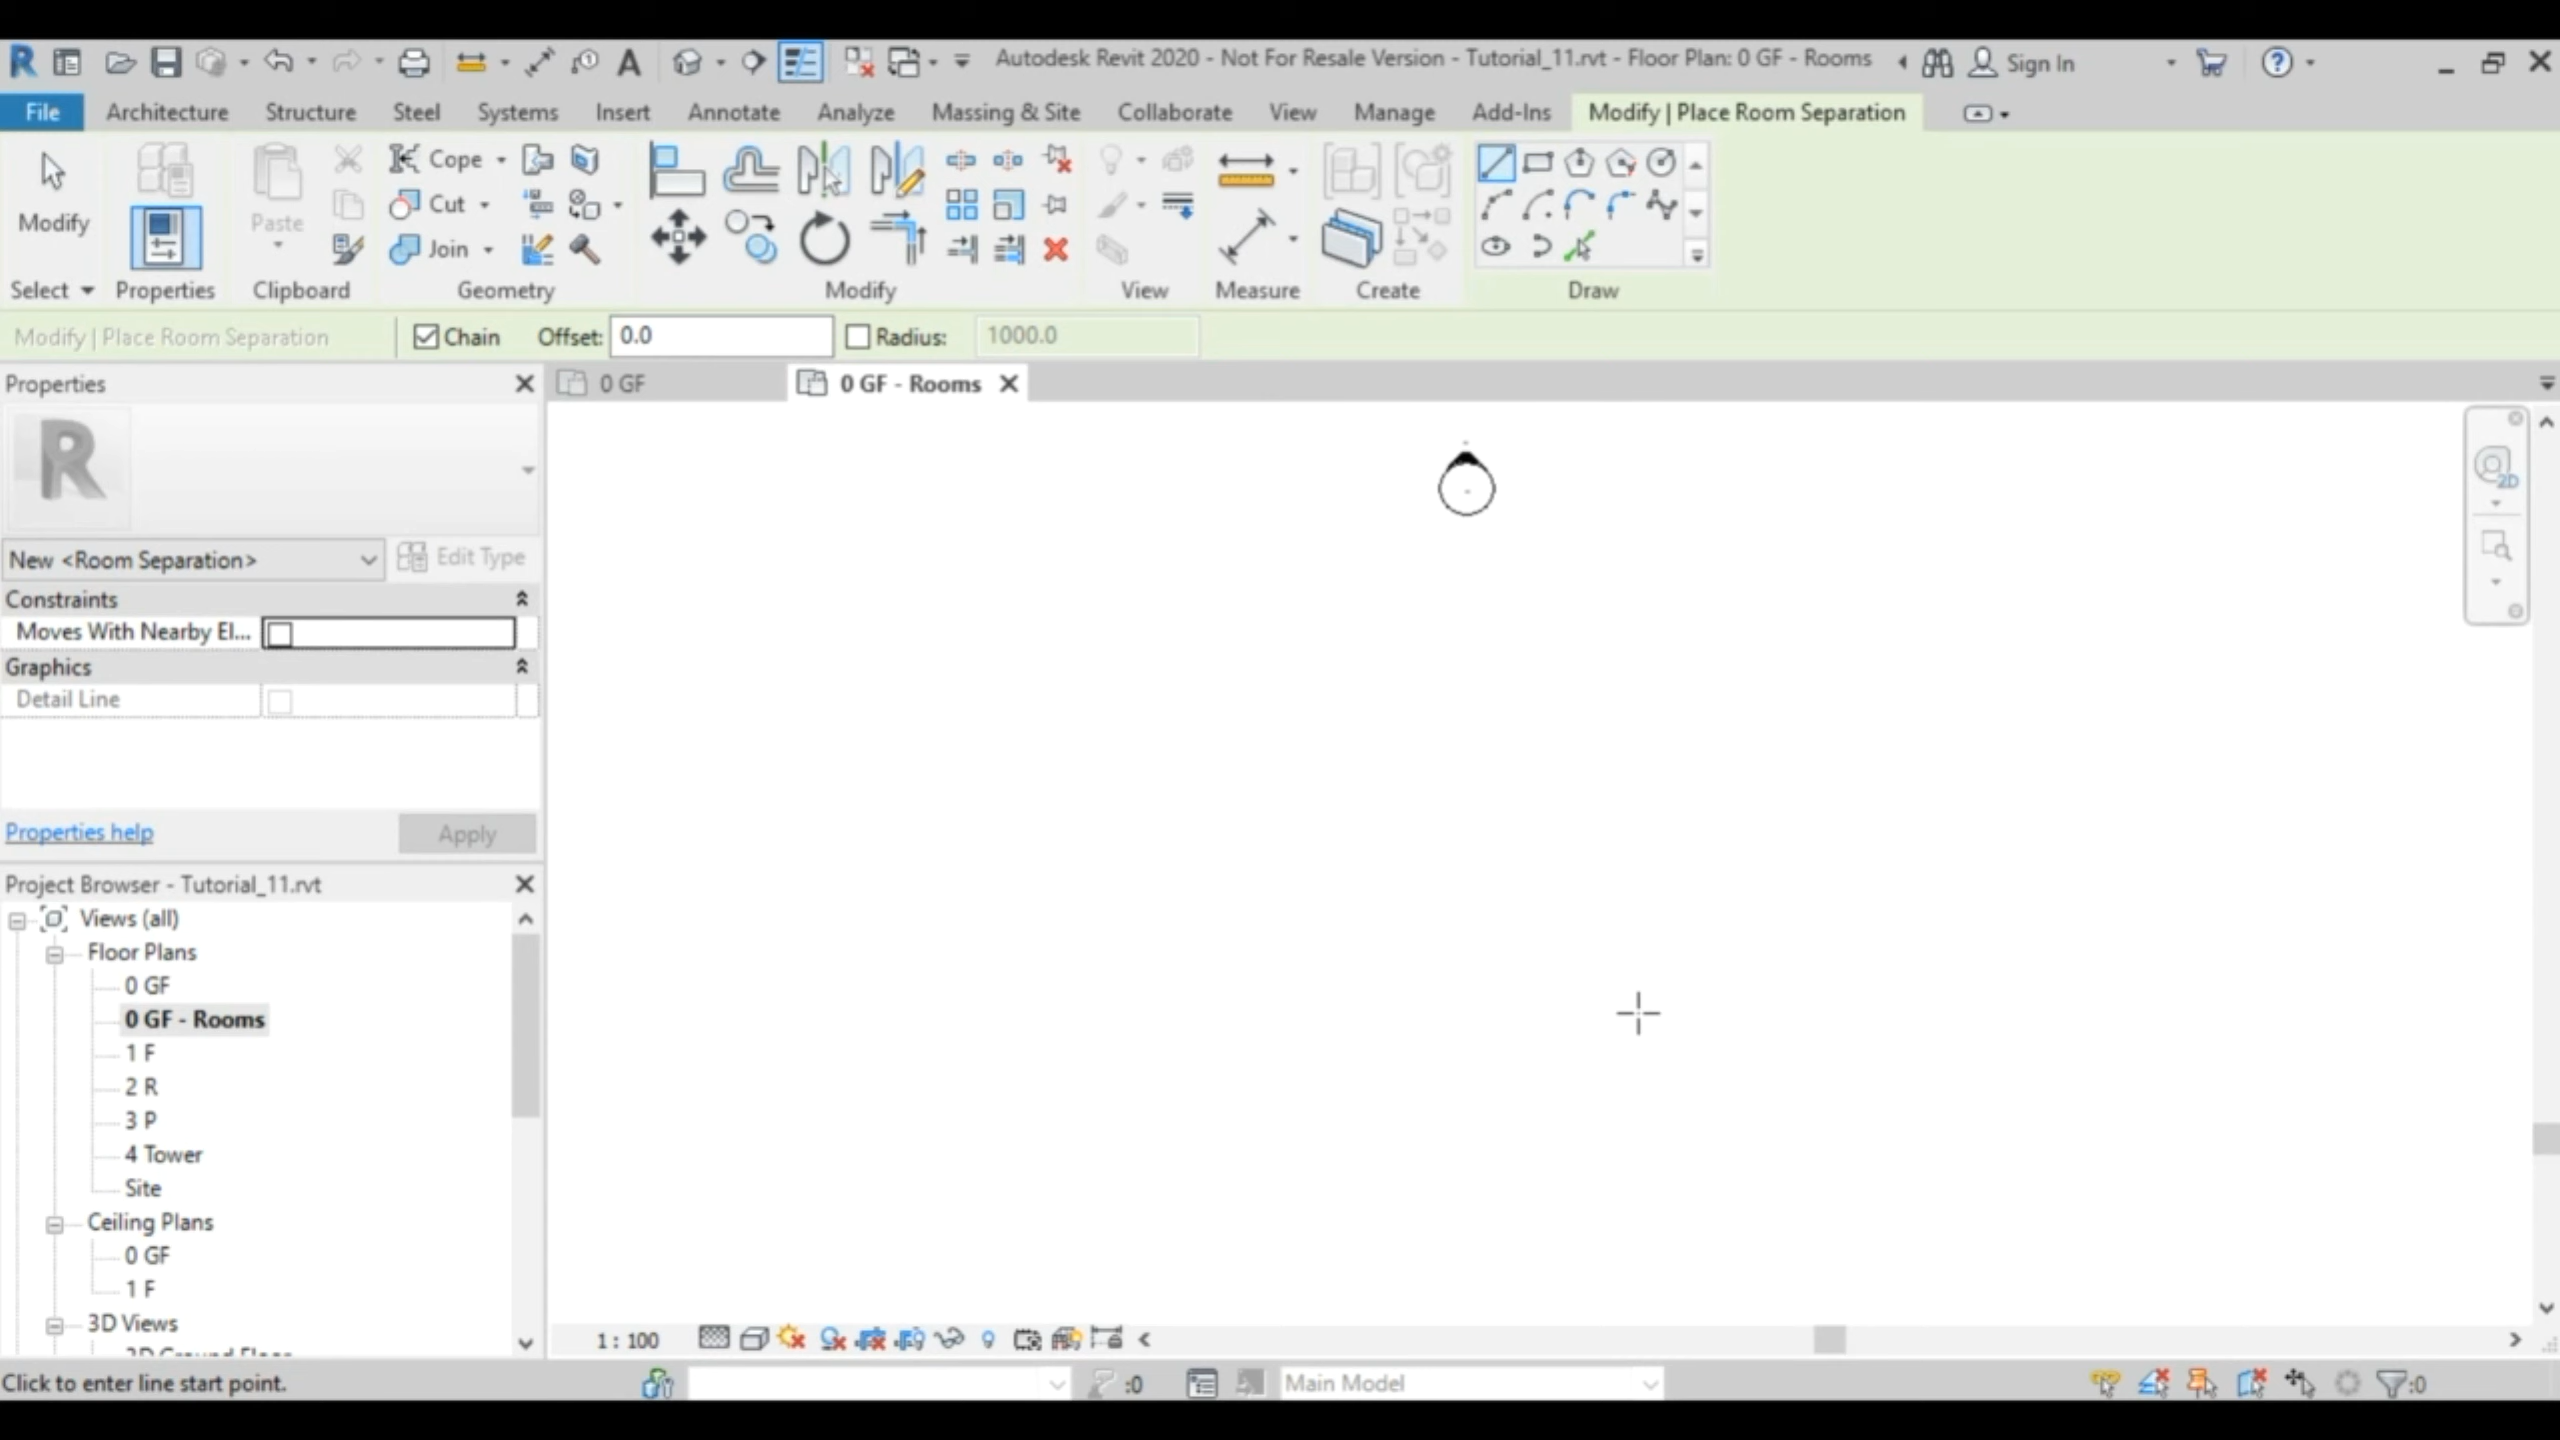 Autodesk Revit 2020 - Not For Resale Version - Tutorial_11.rvt - Floor Plan: 0 GF - Rooms
Sign In
File Architecture Structure Steel Systems Insert Annotate Analyze Massing & Site Collaborate View Manage Add-Ins Modify | Place Room Separation
Modify
Paste
Cope
Cut
Join
Select Properties Clipboard Geometry Modify View Measure Create Draw
Modify | Place Room Separation Chain Offset: 0.0 Radius: 1000.0
Properties
0 GF
0 GF - Rooms
R
2D
New <Room Separation>
Edit Type
Constraints
Moves With Nearby El...
Graphics
Detail Line
Properties help
Apply
Project Browser - Tutorial_11.rvt
Views (all)
Floor Plans
0 GF
0 GF - Rooms
1 F
2 R
3 P
4 Tower
Site
Ceiling Plans
0 GF
1 F
3D Views
3D Ground Floor
1 : 100
Click to enter line start point.
:0
Main Model
:0